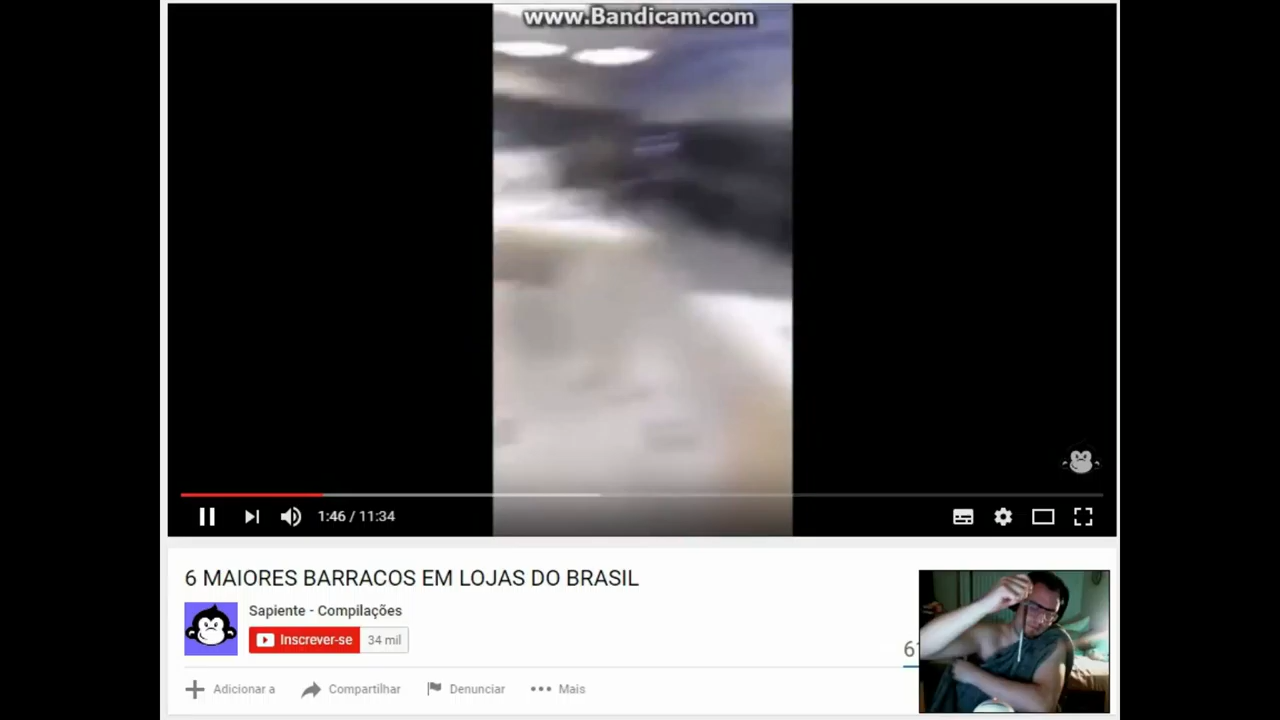 www.Bandicam.com
1:46 / 11:34
6 MAIORES BARRACOS EM LOJAS DO BRASIL
Sapiente - Compilações
Inscrever-se 34 mil
61
Adicionar a Compartilhar Denunciar Mais